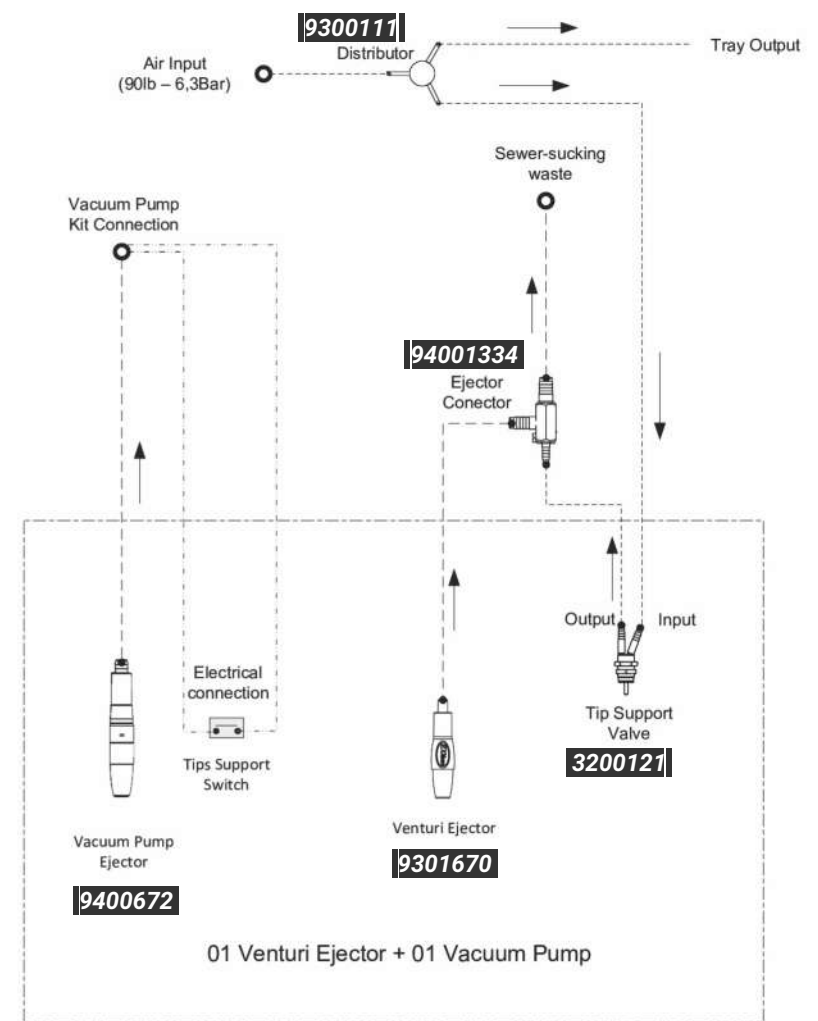 9300111
Distributor
Tray Output
Air Input
(90lb – 6,3Bar)
Sewer-sucking
waste
Vacuum Pump
Kit Connection
94001334
Ejector
Conector
Output
Input
Electrical
connection
Tip Support
Valve
3200121
Tips Support
Switch
Venturi Ejector
9301670
Vacuum Pump
Ejector
9400672
01 Venturi Ejector + 01 Vacuum Pump